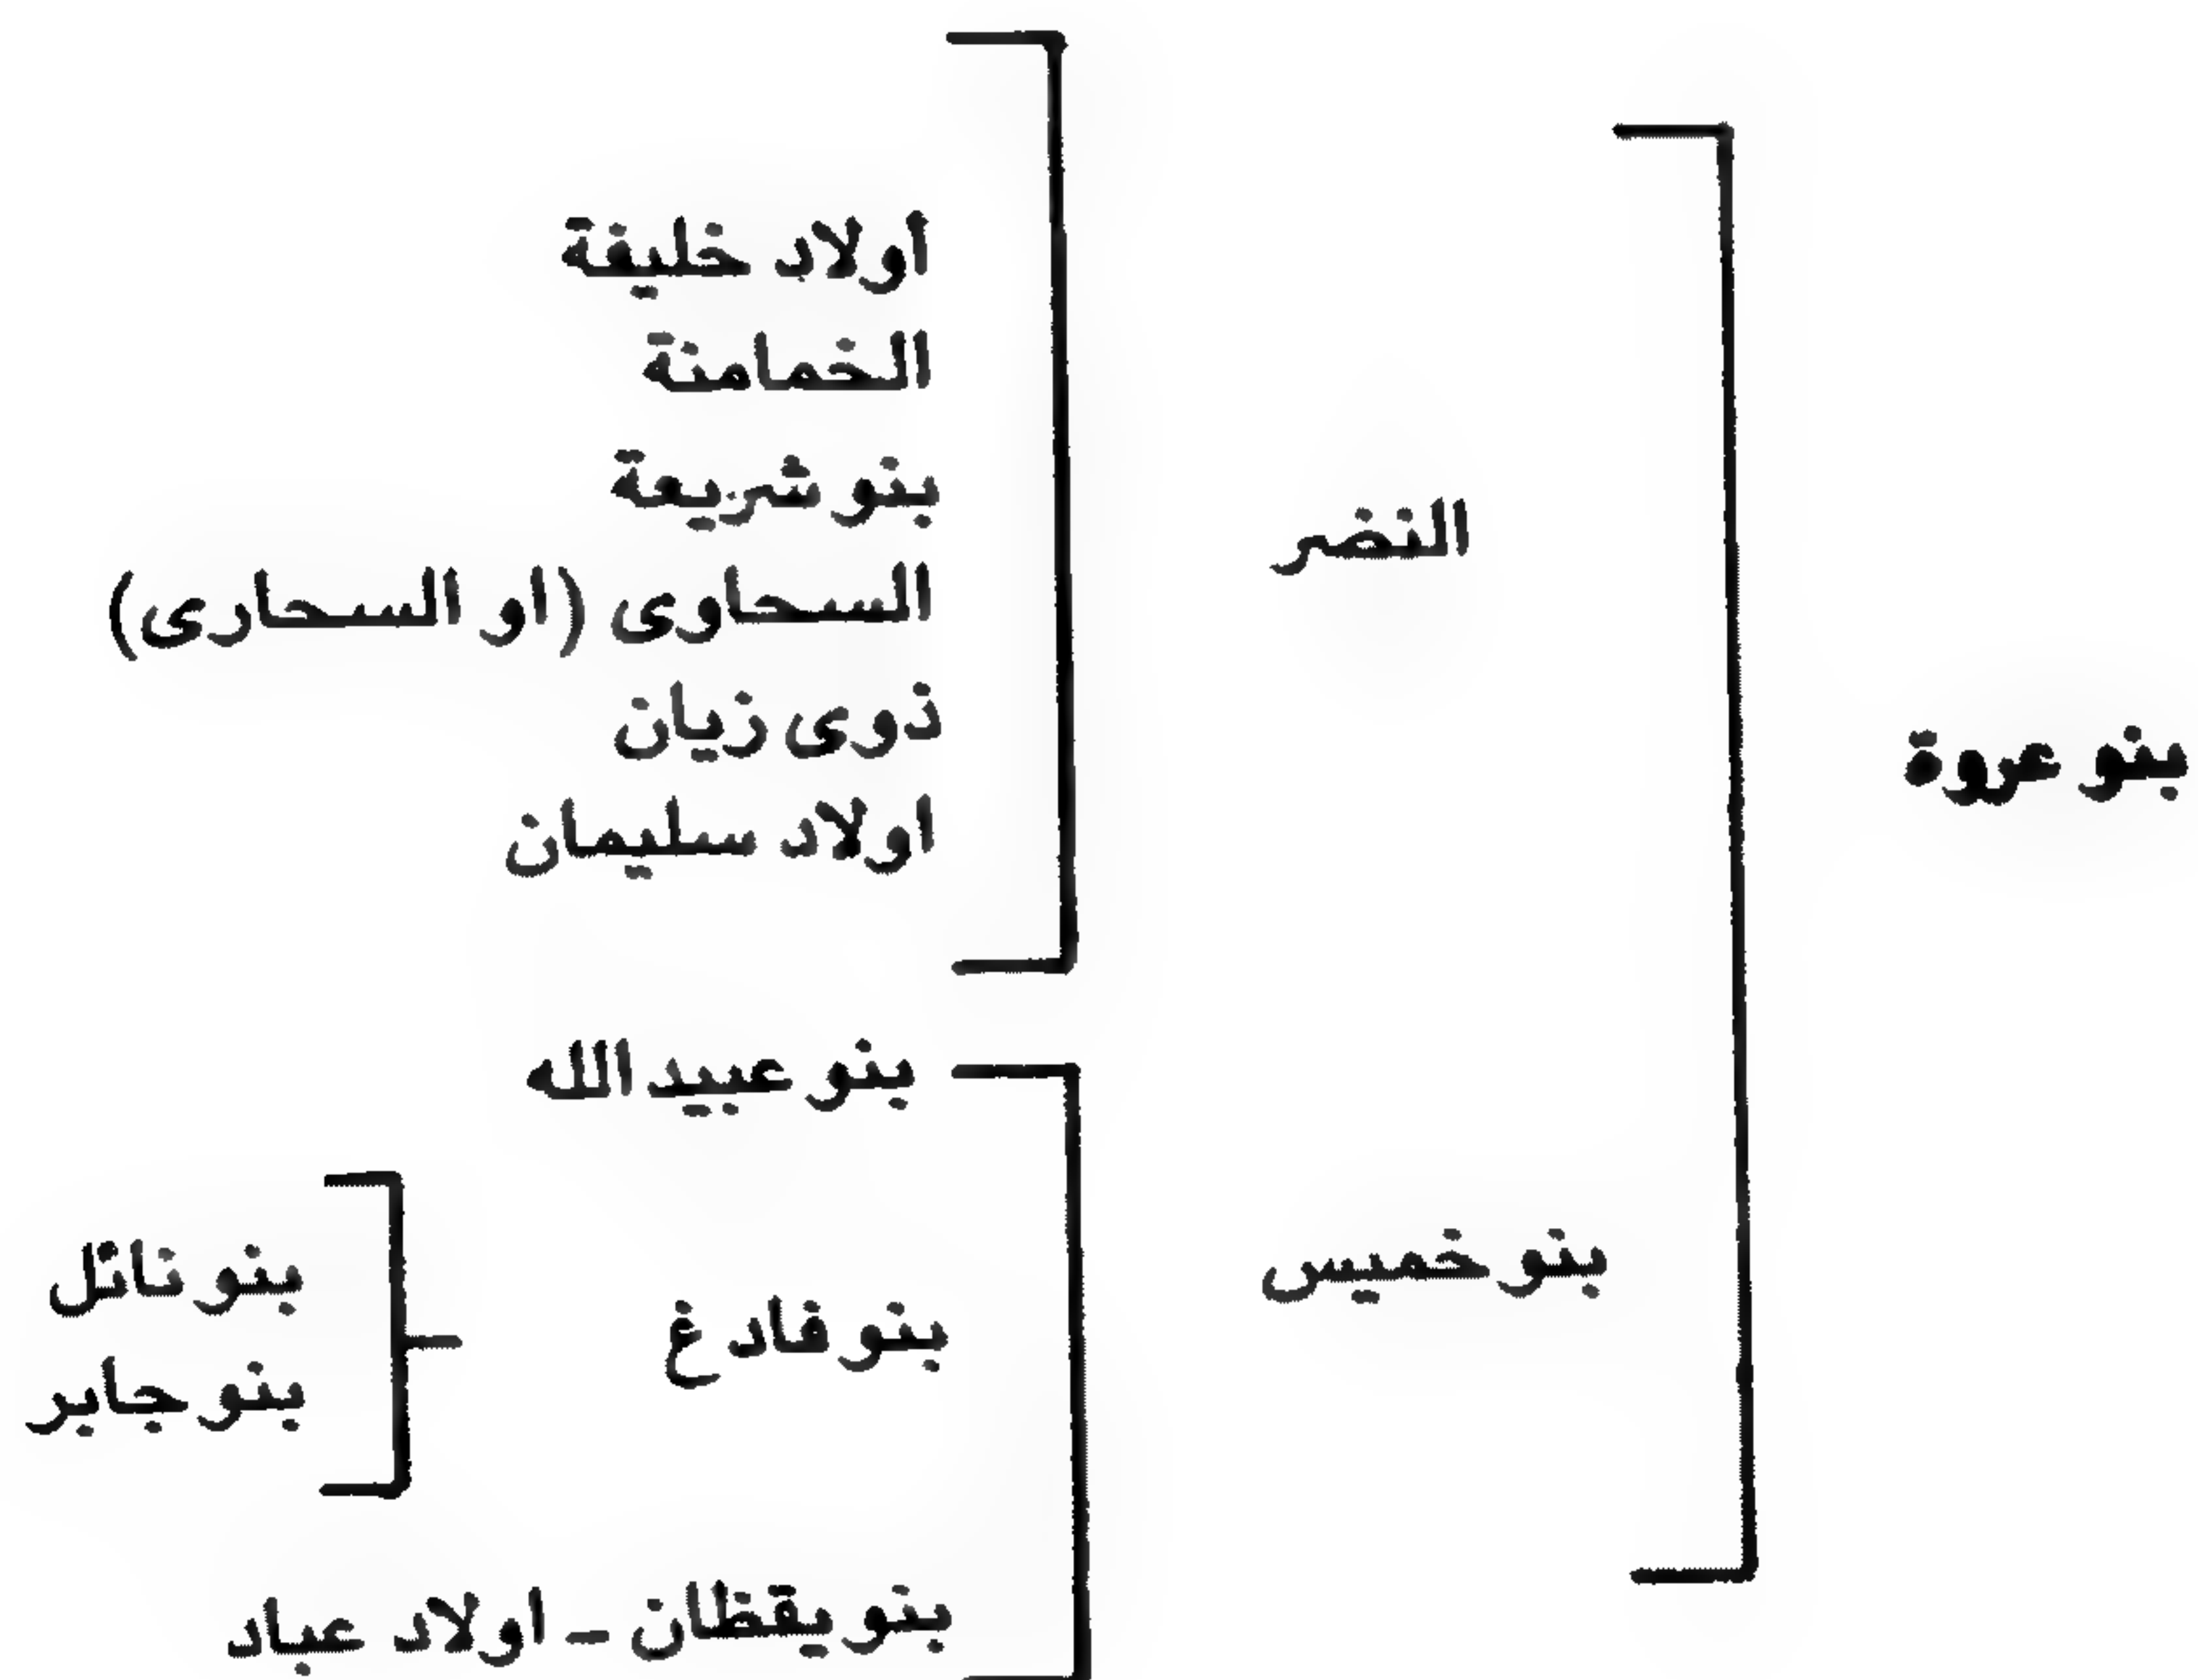 بنو عروة
النضر
اولاد خليفة
الخمامنة
بنو شريعة
السحاوى (او السحارى)
ذوى زيان
اولاد سليمان
بنو خميس
بنو عبيد الله
بنو فادغ
بنو نائل
بنو جابر
بنو يقظان - اولاد عباد